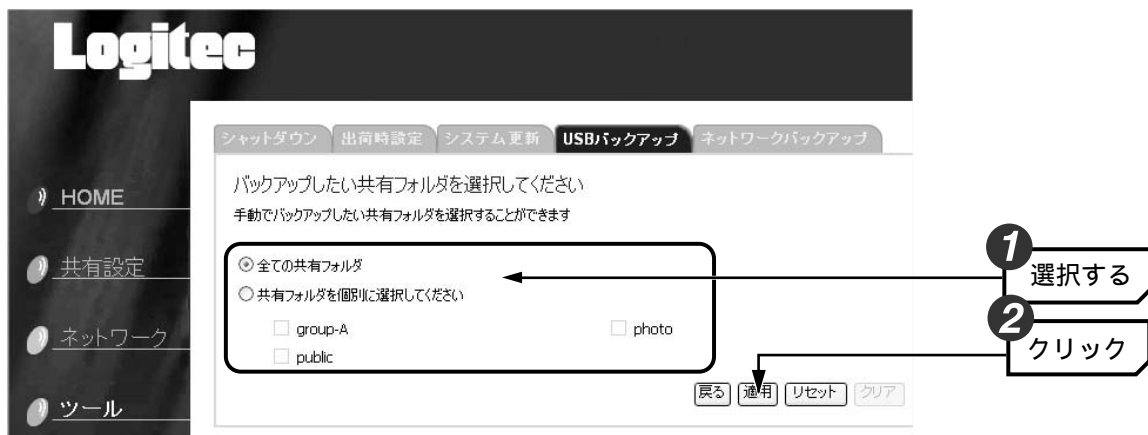 Logitec
シャットダウン 出荷時設定 システム更新 USBバックアップ ネットワークバックアップ
バックアップしたい共有フォルダを選択してください
手動でバックアップしたい共有フォルダを選択することができます
HOME
共有設定
ネットワーク
ツール
全ての共有フォルダ
共有フォルダを個別に選択してください
group-A photo
public
戻る 適用 リセット クリア
1
選択する
2
クリック